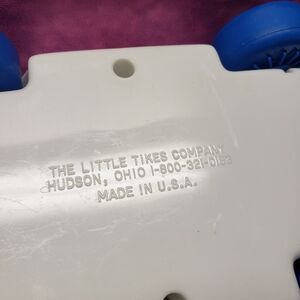 THE LITTLE TIKES COMPANY
HUDSON, OHIO 1-800-321-0183
MADE IN U.S.A.